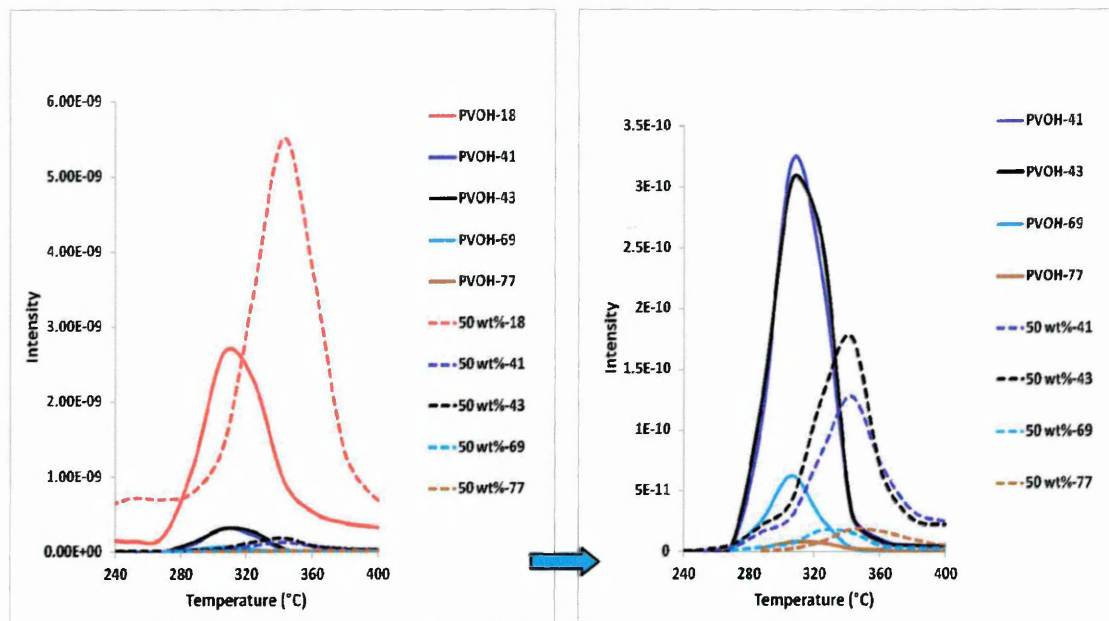 6.00E-09
5.00E-09
4.00E-09
3.00E-09
2.00E-09
1.00E-09
0.00E+00
Intensity
240 280 320 360 400
Temperature (°C)
PVOH-18
PVOH-41
PVOH-43
PVOH-69
PVOH-77
50 wt%-18
50 wt%-41
50 wt%-43
50 wt%-69
50 wt%-77
3.5E-10
3E-10
2.5E-10
2E-10
1.5E-10
1E-10
5E-11
0
Intensity
240 280 320 360 400
Temperature (°C)
PVOH-41
PVOH-43
PVOH-69
PVOH-77
50 wt%-41
50 wt%-43
50 wt%-69
50 wt%-77